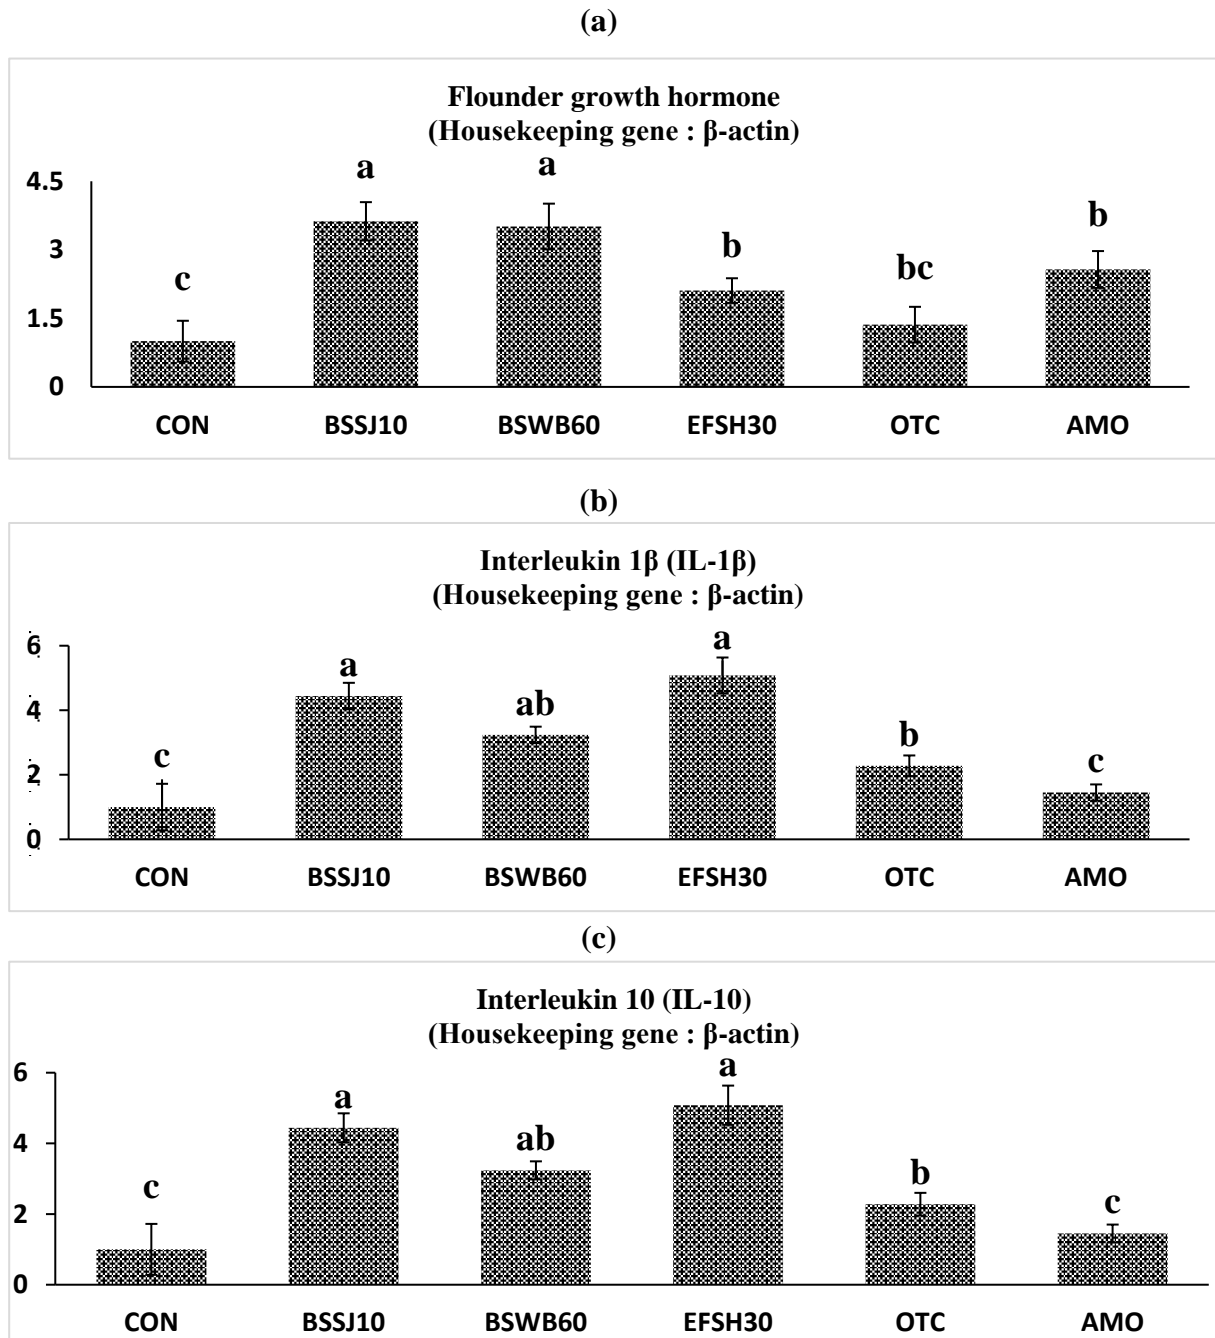 (a)
Flounder growth hormone
(Housekeeping gene : β-actin)
4.5
3
1.5
0
c
a
a
b
bc
b
CON BSSJ10 BSWB60 EFSH30 OTC AMO
(b)
Interleukin 1β (IL-1β)
(Housekeeping gene : β-actin)
6
4
2
0
c
a
ab
a
b
c
CON BSSJ10 BSWB60 EFSH30 OTC AMO
(c)
Interleukin 10 (IL-10)
(Housekeeping gene : β-actin)
6
4
2
0
c
a
ab
a
b
c
CON BSSJ10 BSWB60 EFSH30 OTC AMO